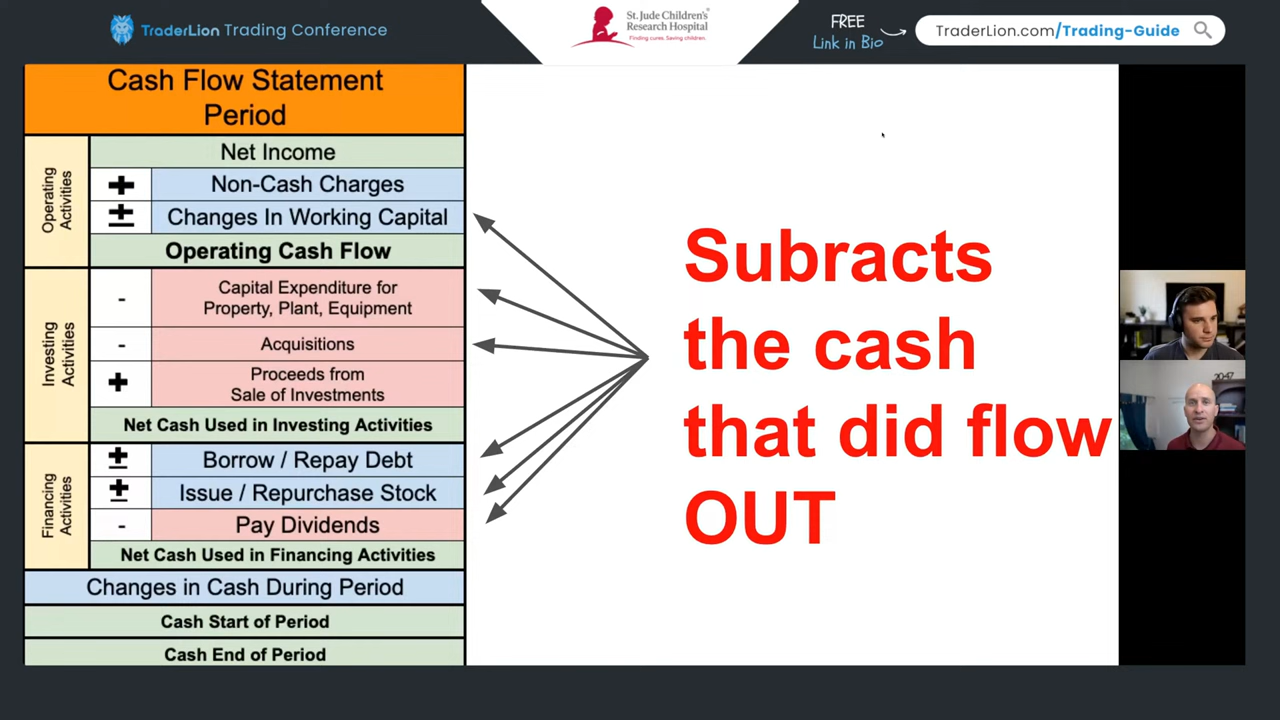 TraderLion Trading Conference
St. Jude Children's
Research Hospital
Finding cures. Saving children.
FREE
Link in Bio
TraderLion.com/Trading-Guide
Cash Flow Statement
Period
Operating
Activities
Net Income
+ Non-Cash Charges
± Changes In Working Capital
Operating Cash Flow
Investing
Activities
- Capital Expenditure for
Property, Plant, Equipment
- Acquisitions
+ Proceeds from
Sale of Investments
Net Cash Used in Investing Activities
Financing
Activities
± Borrow / Repay Debt
± Issue / Repurchase Stock
- Pay Dividends
Net Cash Used in Financing Activities
Changes in Cash During Period
Cash Start of Period
Cash End of Period
Subracts
the cash
that did flow
OUT
20:47